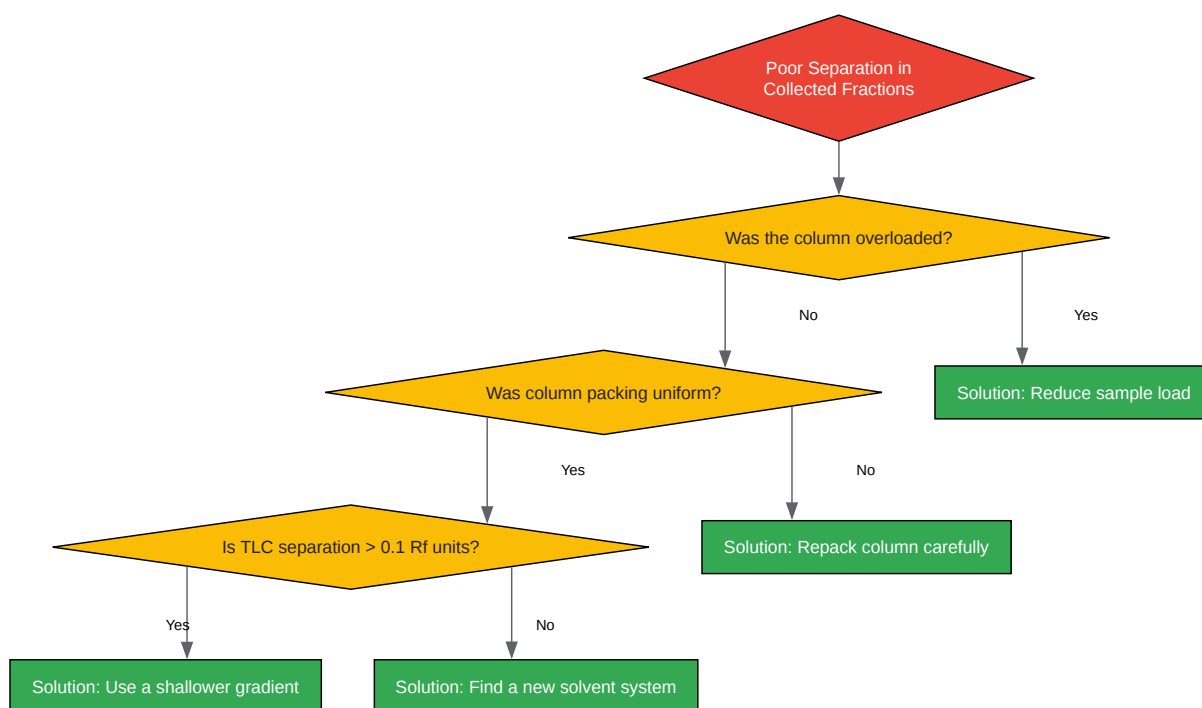 Poor Separation in
Collected Fractions
Was the column overloaded?
No
Yes
Was column packing uniform?
Solution: Reduce sample load
Yes
No
Is TLC separation > 0.1 Rf units?
Solution: Repack column carefully
Yes
No
Solution: Use a shallower gradient
Solution: Find a new solvent system